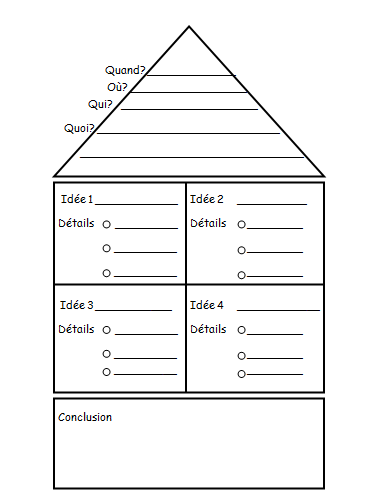 Quand?
Où?
Qui?
Quoi?
Idée 1
Idée 2
Détails
Détails
Idée 3
Idée 4
Détails
Détails
Conclusion